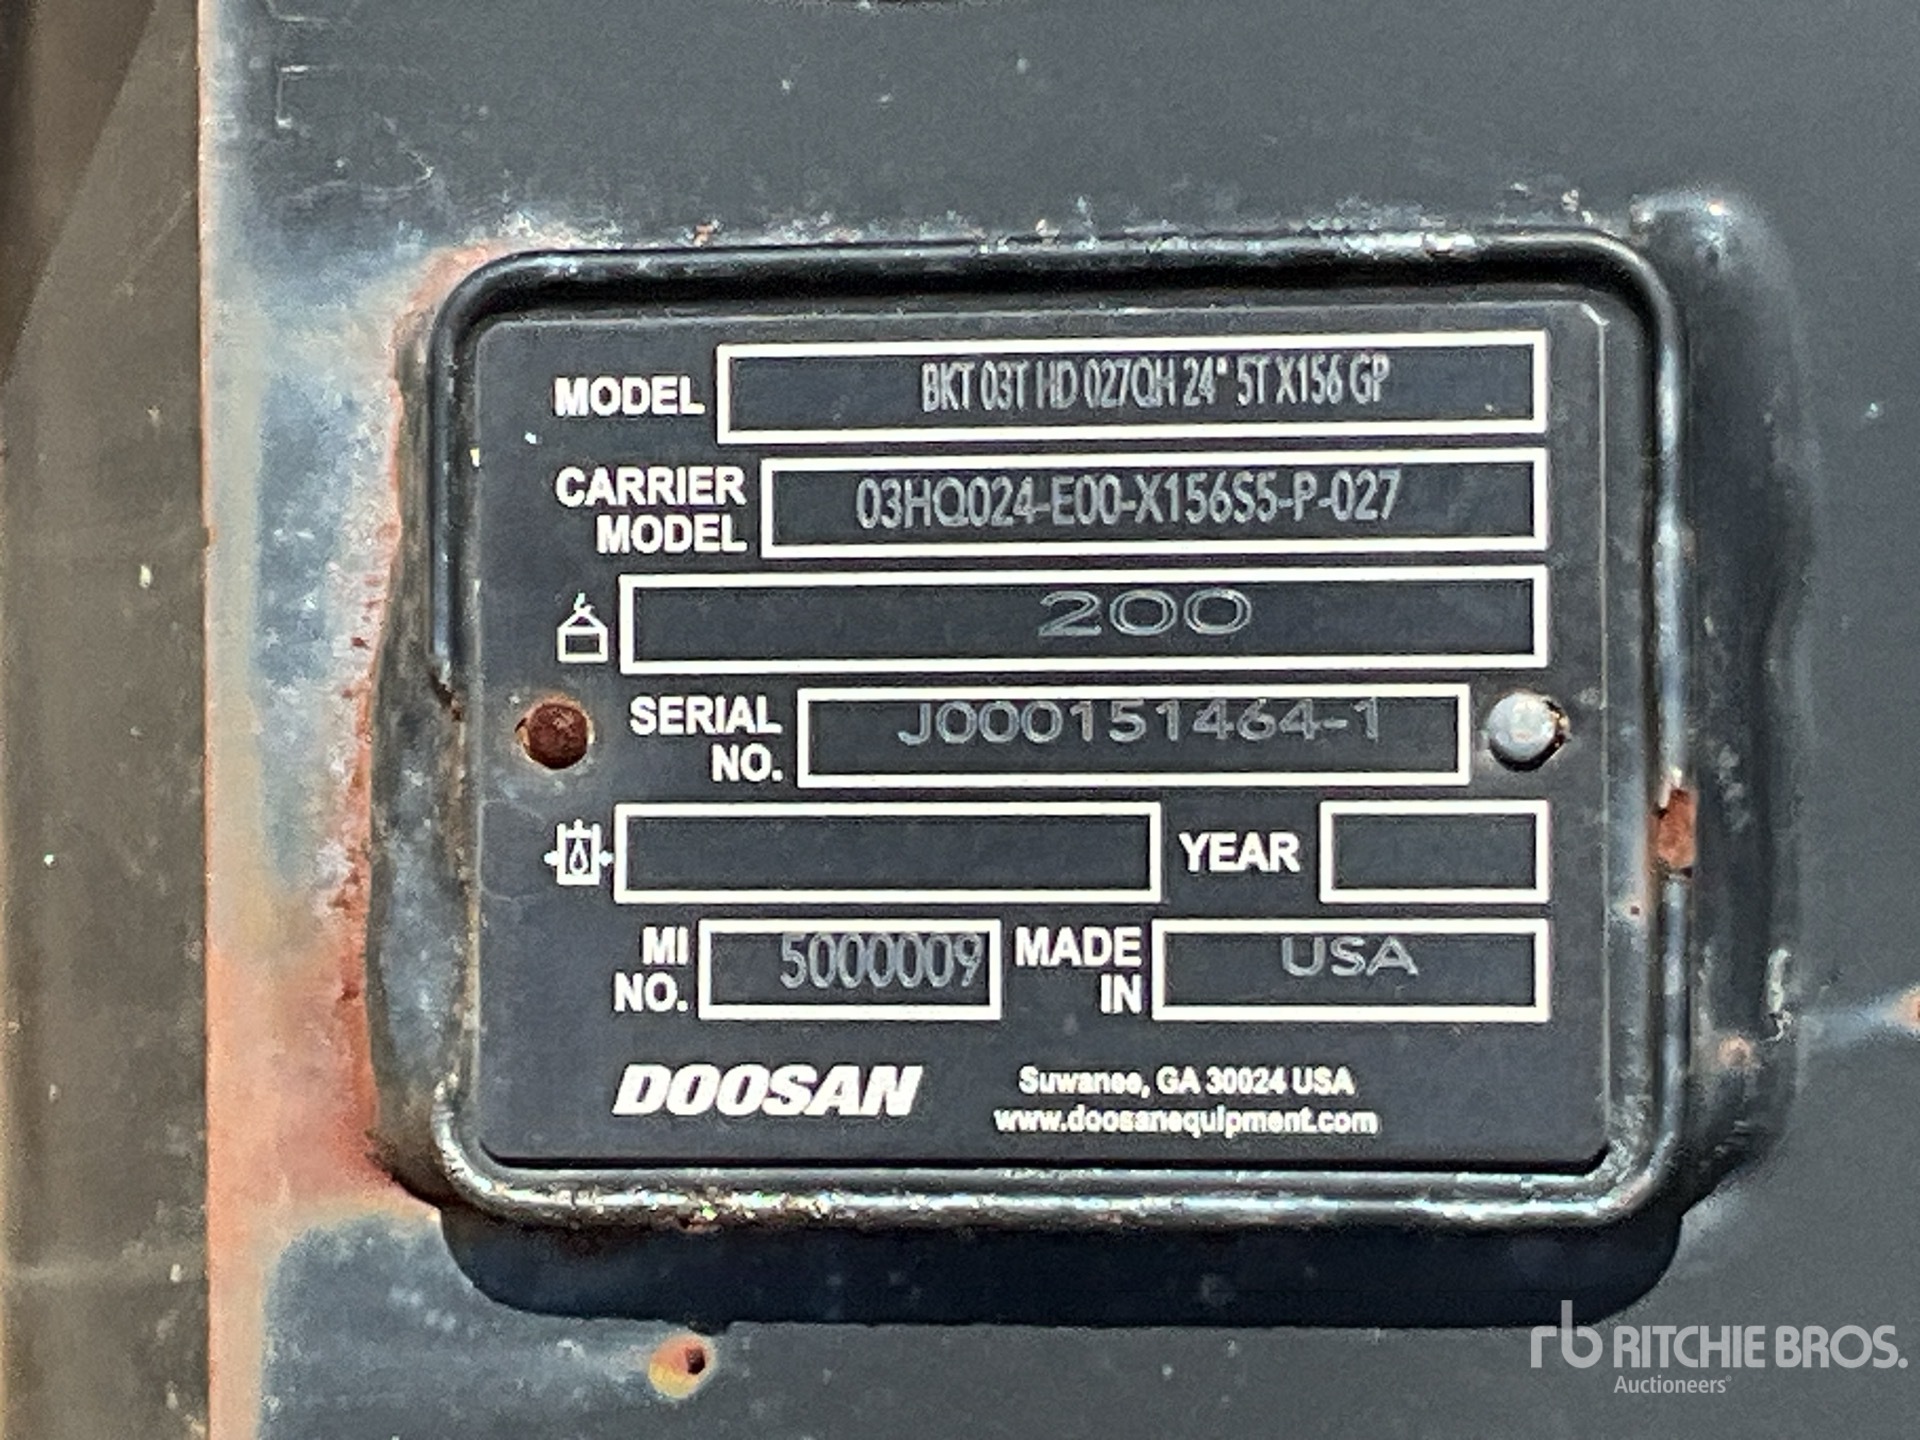 MODEL BKT 03T HD 027QH 24" 5T X156 GP
CARRIER MODEL 03HQ024-E00-X156S5-P-027
200
SERIAL NO. J000151464-1
YEAR
MI NO. 5000009 MADE IN USA
DOOSAN Suwanee, GA 30024 USA
www.doosanequipment.com
rb RITCHIE BROS.
Auctioneers